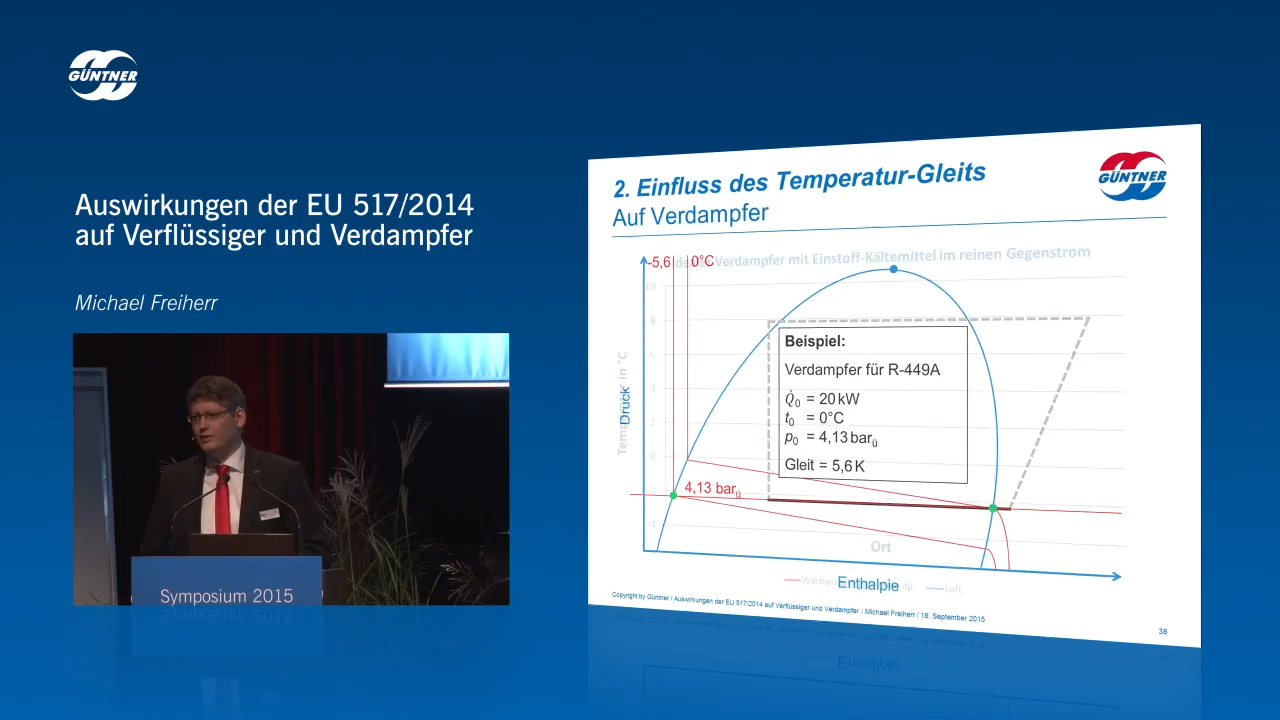 GÜNTNER
Auswirkungen der EU 517/2014
auf Verflüssiger und Verdampfer
Michael Freiherr
Symposium 2015
2. Einfluss des Temperatur-Gleits
Auf Verdampfer
GÜNTNER
-5,6
0°C
Verdampfer mit Einstoff-Kältemittel im reinen Gegenstrom
Druck
in °C
Beispiel:
Verdampfer für R-449A
Q̇0 = 20 kW
t0 = 0°C
p0 = 4,13 barü
Gleit = 5,6 K
4,13 barü
Ort
Enthalpie
Luft
Copyright by Güntner / Auswirkungen der EU 517/2014 auf Verflüssiger und Verdampfer / Michael Freiherr / 18. September 2015
38